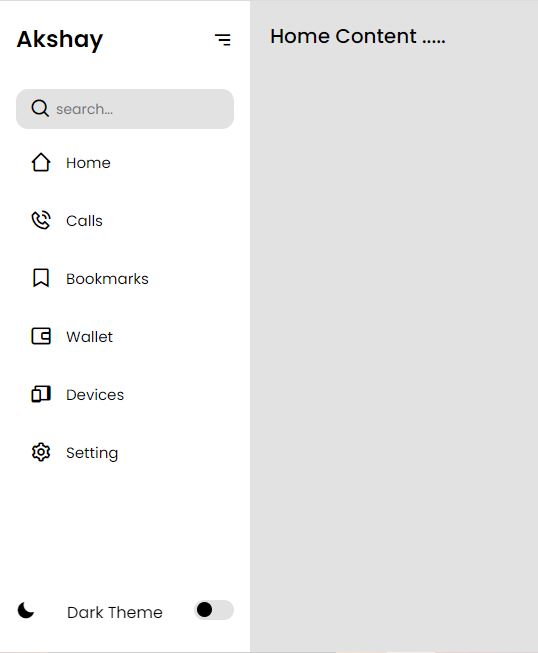 Akshay
search...
Home
Calls
Bookmarks
Wallet
Devices
Setting
Dark Theme
Home Content .....